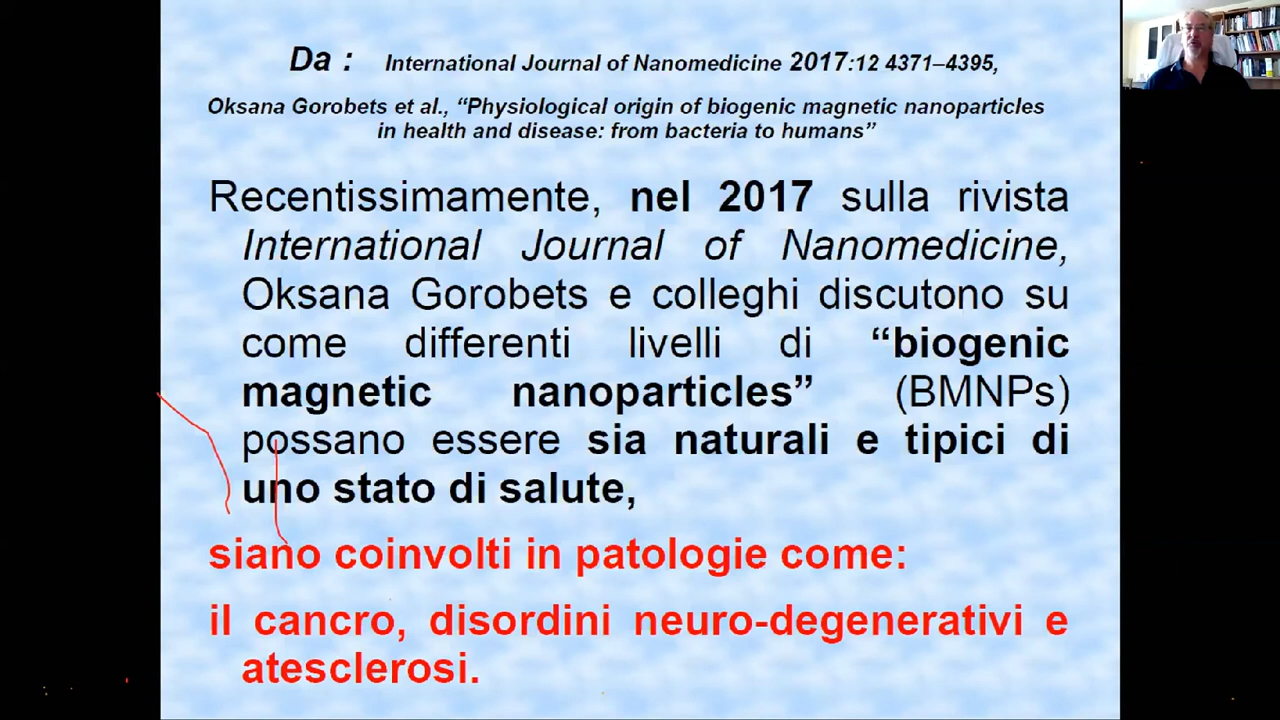 Da : International Journal of Nanomedicine 2017:12 4371–4395,
Oksana Gorobets et al., “Physiological origin of biogenic magnetic nanoparticles
in health and disease: from bacteria to humans”
Recentissimamente, nel 2017 sulla rivista
International Journal of Nanomedicine,
Oksana Gorobets e colleghi discutono su
come differenti livelli di “biogenic
magnetic nanoparticles” (BMNPs)
possano essere sia naturali e tipici di
uno stato di salute,
siano coinvolti in patologie come:
il cancro, disordini neuro-degenerativi e
atesclerosi.